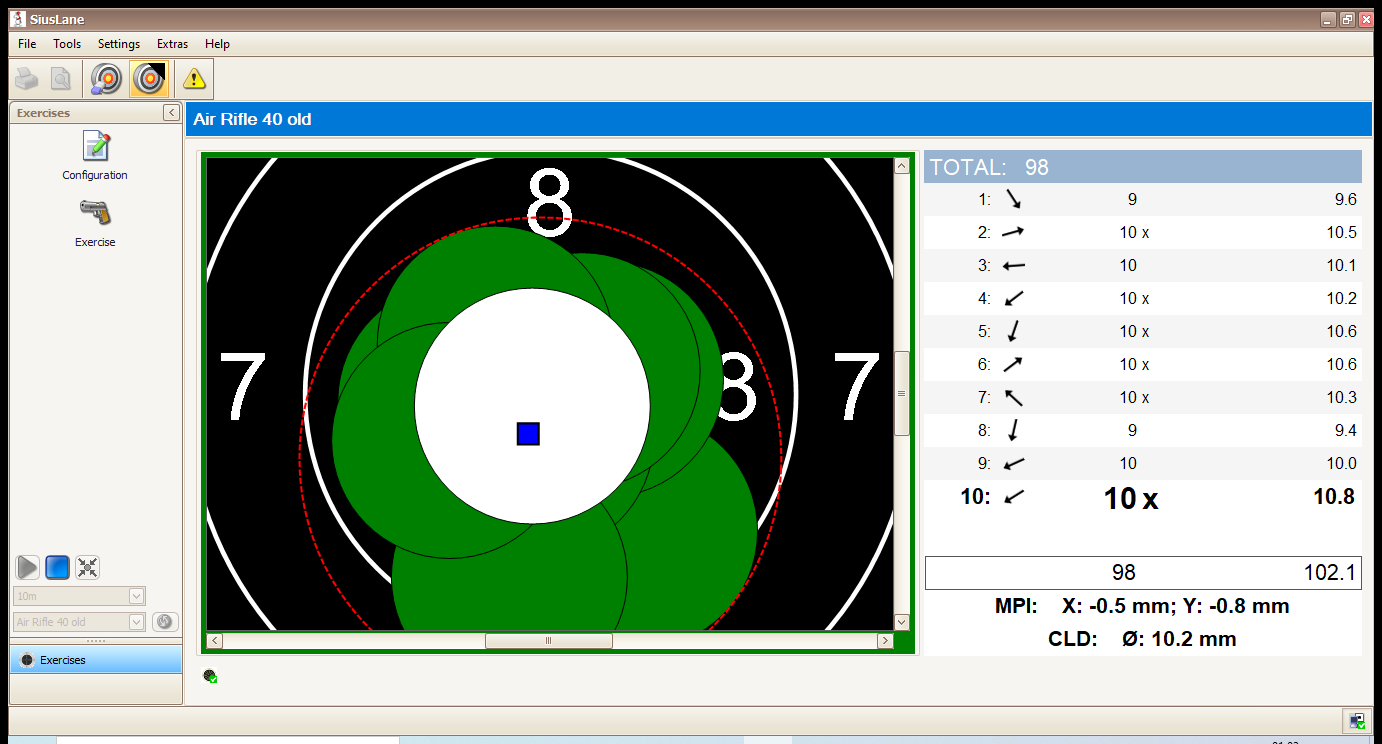 SiusLane
File Tools Settings Extras Help
Exercises
Configuration
Exercise
10m
Air Rifle 40 old
Exercises
Air Rifle 40 old
8
7 8 7
TOTAL: 98
1: 9 9.6
2: 10 x 10.5
3: 10 10.1
4: 10 x 10.2
5: 10 x 10.6
6: 10 x 10.6
7: 10 x 10.3
8: 9 9.4
9: 10 10.0
10: 10 x 10.8
98 102.1
MPI: X: -0.5 mm; Y: -0.8 mm
CLD: Ø: 10.2 mm